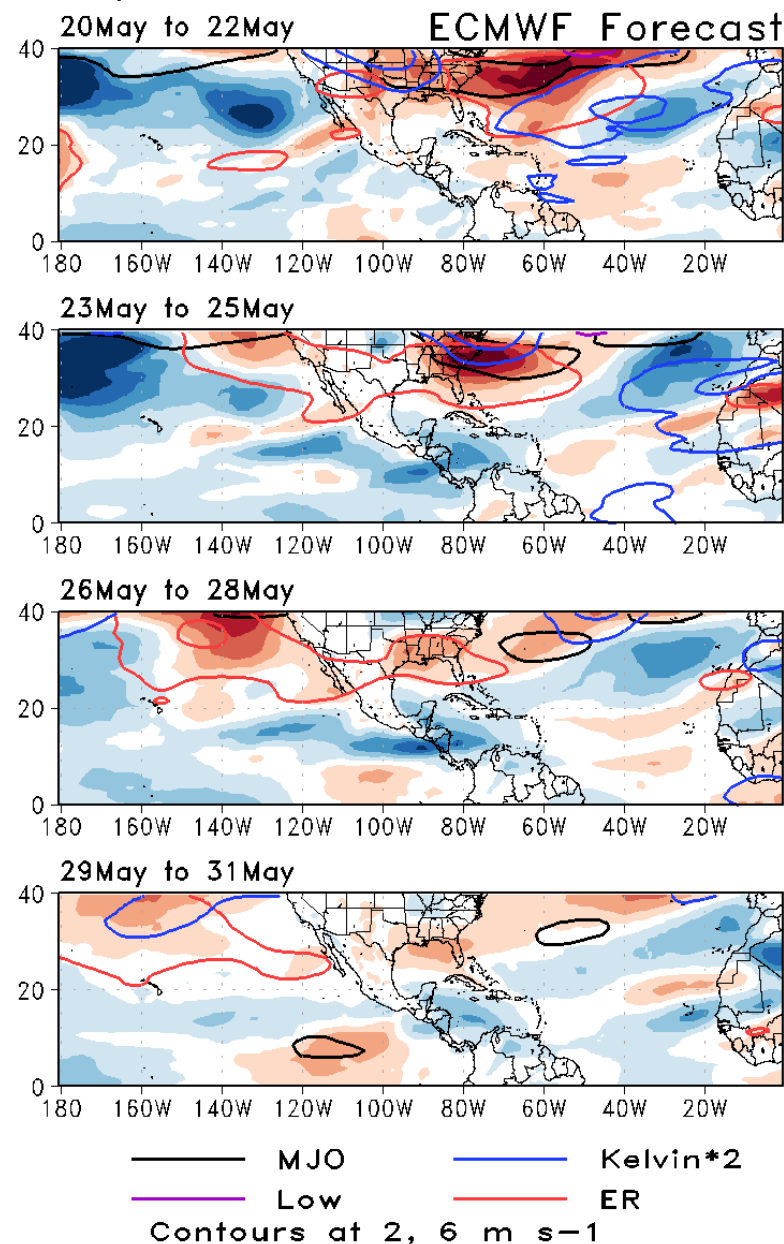 20May to 22May ECMWF Forecast
40
20
0
180 160W 140W 120W 100W 80W 60W 40W 20W
23May to 25May
40
20
0
180 160W 140W 120W 100W 80W 60W 40W 20W
26May to 28May
40
20
0
180 160W 140W 120W 100W 80W 60W 40W 20W
29May to 31May
40
20
0
180 160W 140W 120W 100W 80W 60W 40W 20W
MJO Kelvin*2
Low ER
Contours at 2, 6 m s-1